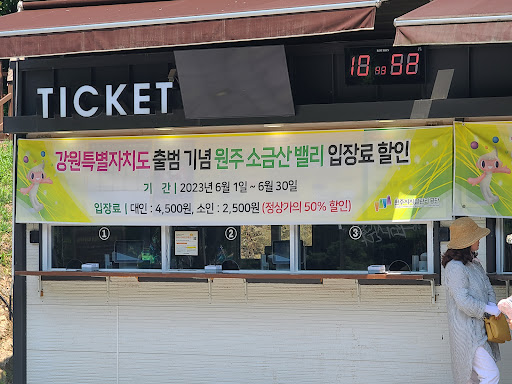 TICKET
강원특별자치도 출범 기념 원주 소금산 밸리 입장료 할인
기 간 | 2023년 6월 1일 ~ 6월 30일
입장료 | 대인 : 4,500원, 소인 : 2,500원 (정상가의 50% 할인)
① ② ③